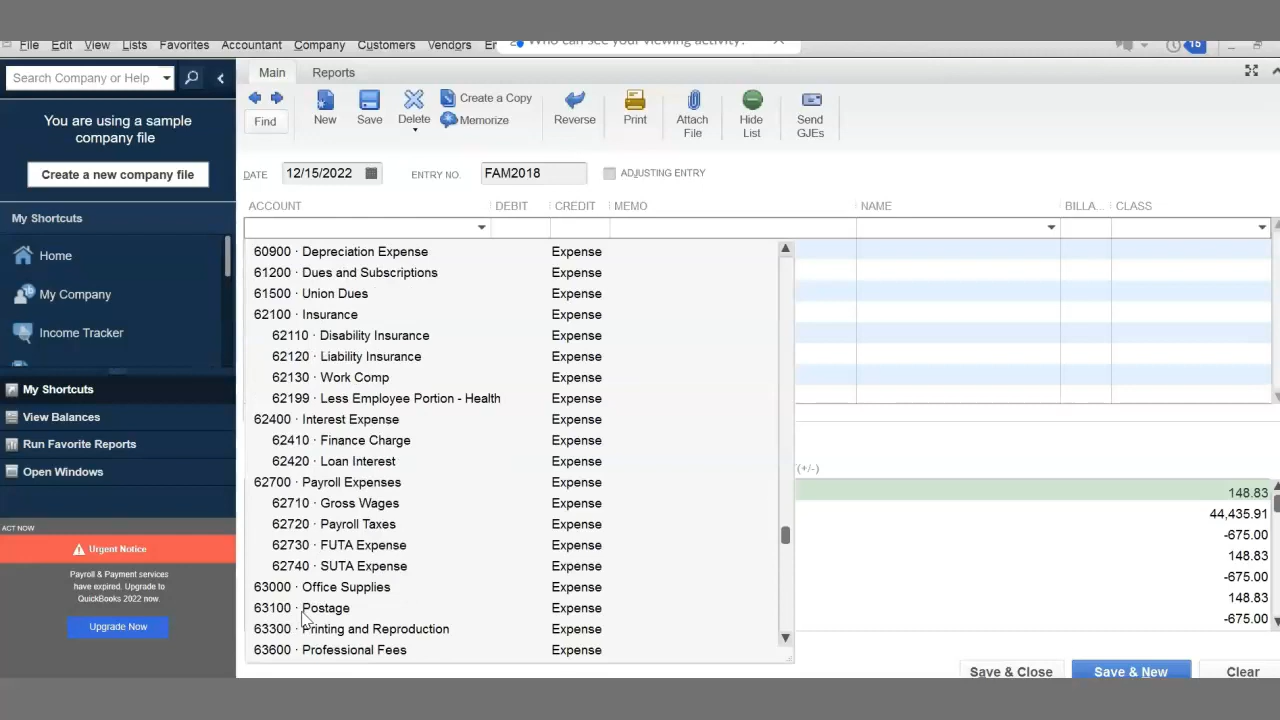 File Edit View Lists Favorites Accountant Company Customers Vendors
Who can see your viewing activity?
15
Search Company or Help
Main Reports
You are using a sample
company file
Create a new company file
My Shortcuts
Home
My Company
Income Tracker
My Shortcuts
View Balances
Run Favorite Reports
Open Windows
ACT NOW
Urgent Notice
Payroll & Payment services
have expired. Upgrade to
QuickBooks 2022 now.
Upgrade Now
Find
New
Save
Delete
Create a Copy
Memorize
Reverse
Print
Attach
File
Hide
List
Send
GJEs
DATE 12/15/2022 ENTRY NO. FAM2018 ADJUSTING ENTRY
ACCOUNT DEBIT CREDIT MEMO NAME BILLA... CLASS
60900 · Depreciation Expense Expense
61200 · Dues and Subscriptions Expense
61500 · Union Dues Expense
62100 · Insurance Expense
62110 · Disability Insurance Expense
62120 · Liability Insurance Expense
62130 · Work Comp Expense
62199 · Less Employee Portion - Health Expense
62400 · Interest Expense Expense
62410 · Finance Charge Expense
62420 · Loan Interest Expense
62700 · Payroll Expenses Expense
62710 · Gross Wages Expense
62720 · Payroll Taxes Expense
62730 · FUTA Expense Expense
62740 · SUTA Expense Expense
63000 · Office Supplies Expense
63100 · Postage Expense
63300 · Printing and Reproduction Expense
63600 · Professional Fees Expense
(+/-)
148.83
44,435.91
-675.00
148.83
-675.00
148.83
-675.00
Save & Close Save & New Clear